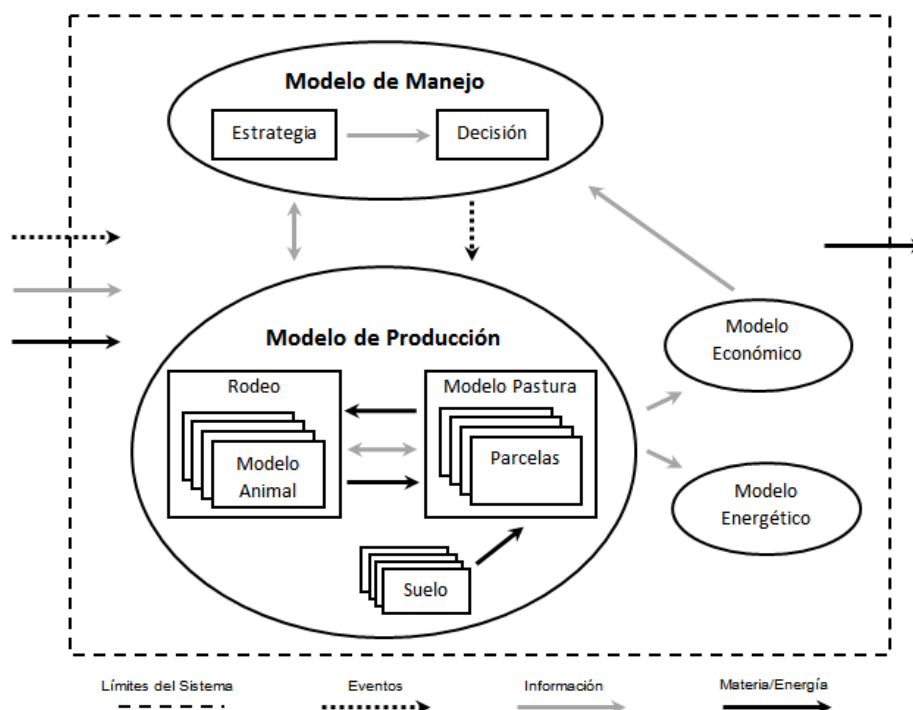 Modelo de Manejo
Estrategia
Decisión
Modelo de Producción
Rodeo
Modelo
Animal
Modelo Pastura
Parcelas
Suelo
Modelo
Económico
Modelo
Energético
Límites del Sistema
Eventos
Información
Materia/Energía